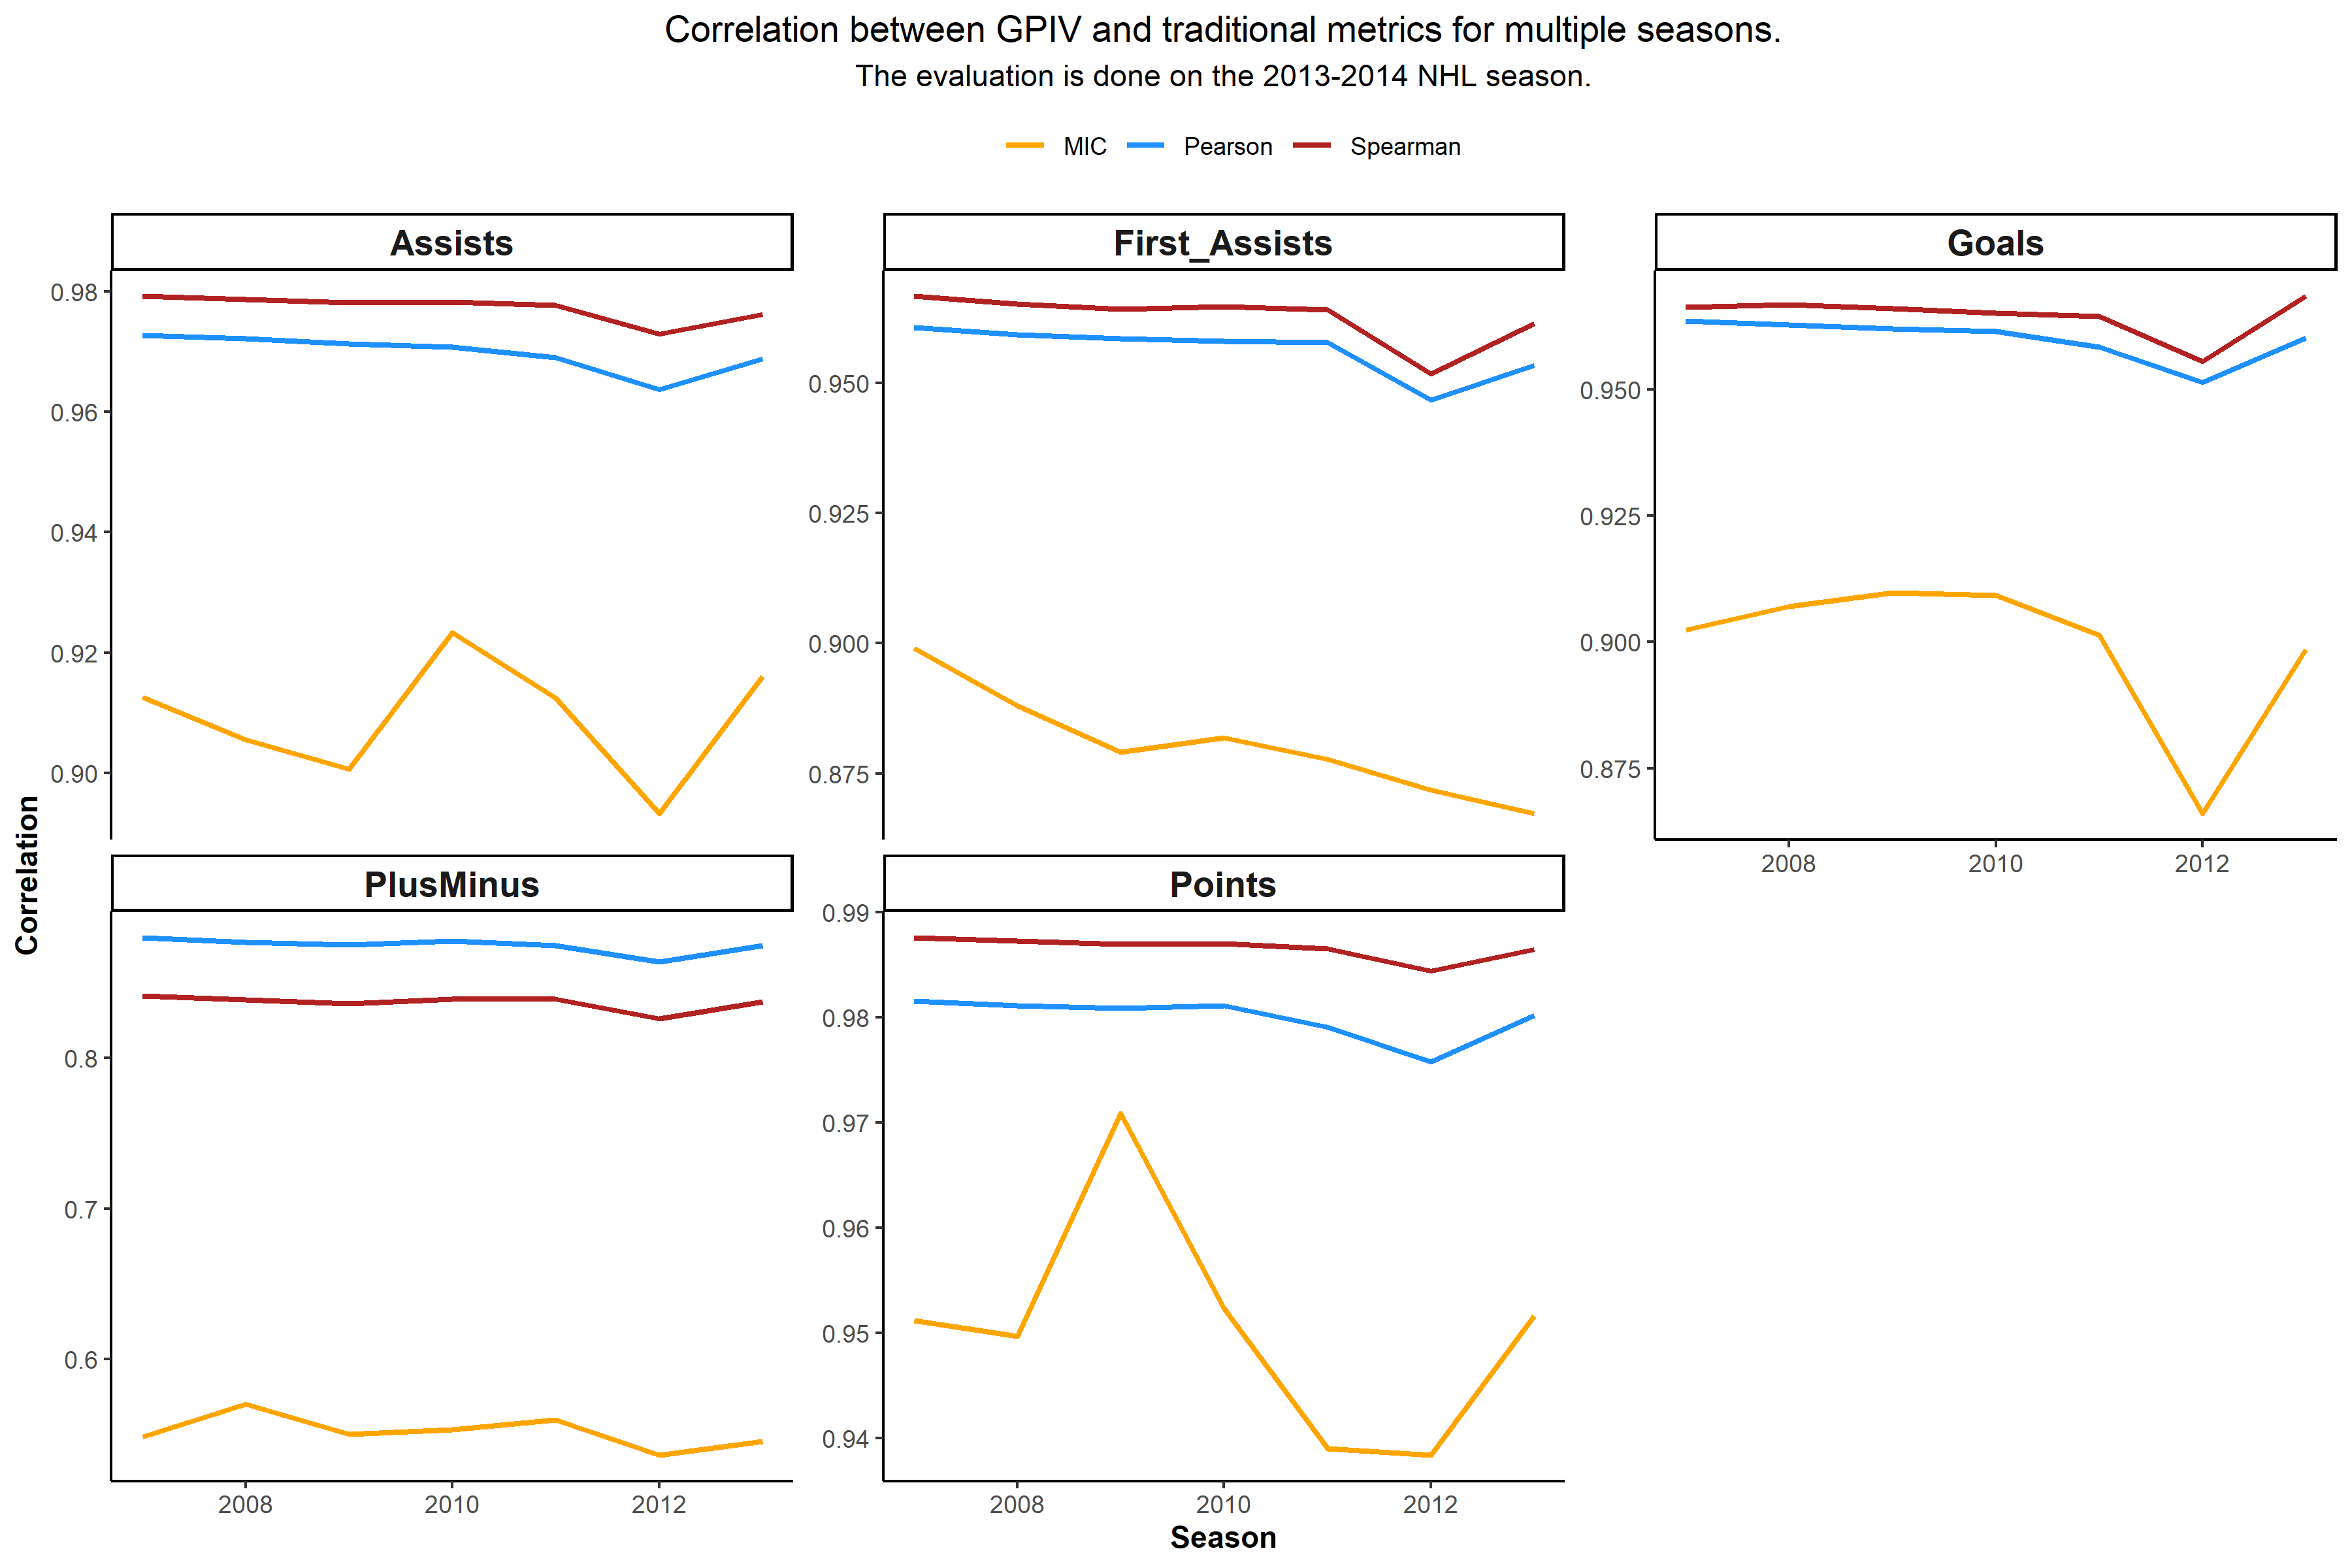 Correlation between GPIV and traditional metrics for multiple seasons.
The evaluation is done on the 2013-2014 NHL season.
MIC Pearson Spearman
Assists
0.98
0.96
0.94
0.92
0.90
First_Assists
0.950
0.925
0.900
0.875
Goals
0.950
0.925
0.900
0.875
2008 2010 2012
Correlation
PlusMinus
0.8
0.7
0.6
2008 2010 2012
Points
0.99
0.98
0.97
0.96
0.95
0.94
2008 2010 2012
Season